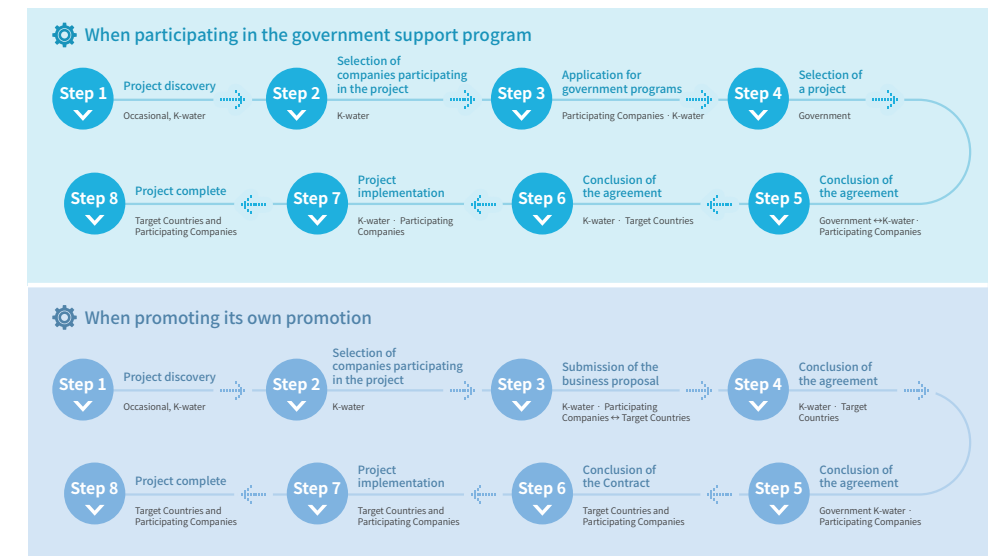 When participating in the government support program
Step 1
Project discovery
Occasional, K-water
Step 2
Selection of
companies participating
in the project
K-water
Step 3
Application for
government programs
Participating Companies · K-water
Step 4
Selection of
a project
Government
Step 5
Conclusion of
the agreement
Government ↔K-water ·
Participating Companies
Step 6
Conclusion of
the agreement
K-water · Target Countries
Step 7
Project
implementation
K-water · Participating
Companies
Step 8
Project complete
Target Countries and
Participating Companies
When promoting its own promotion
Step 1
Project discovery
Occasional, K-water
Step 2
Selection of
companies participating
in the project
K-water
Step 3
Submission of the
business proposal
K-water · Participating
Companies ↔ Target Countries
Step 4
Conclusion of
the agreement
K-water · Target
Countries
Step 5
Conclusion of
the agreement
Government K-water ·
Participating Companies
Step 6
Conclusion of
the Contract
Target Countries and
Participating Companies
Step 7
Project
implementation
Target Countries and
Participating Companies
Step 8
Project complete
Target Countries and
Participating Companies